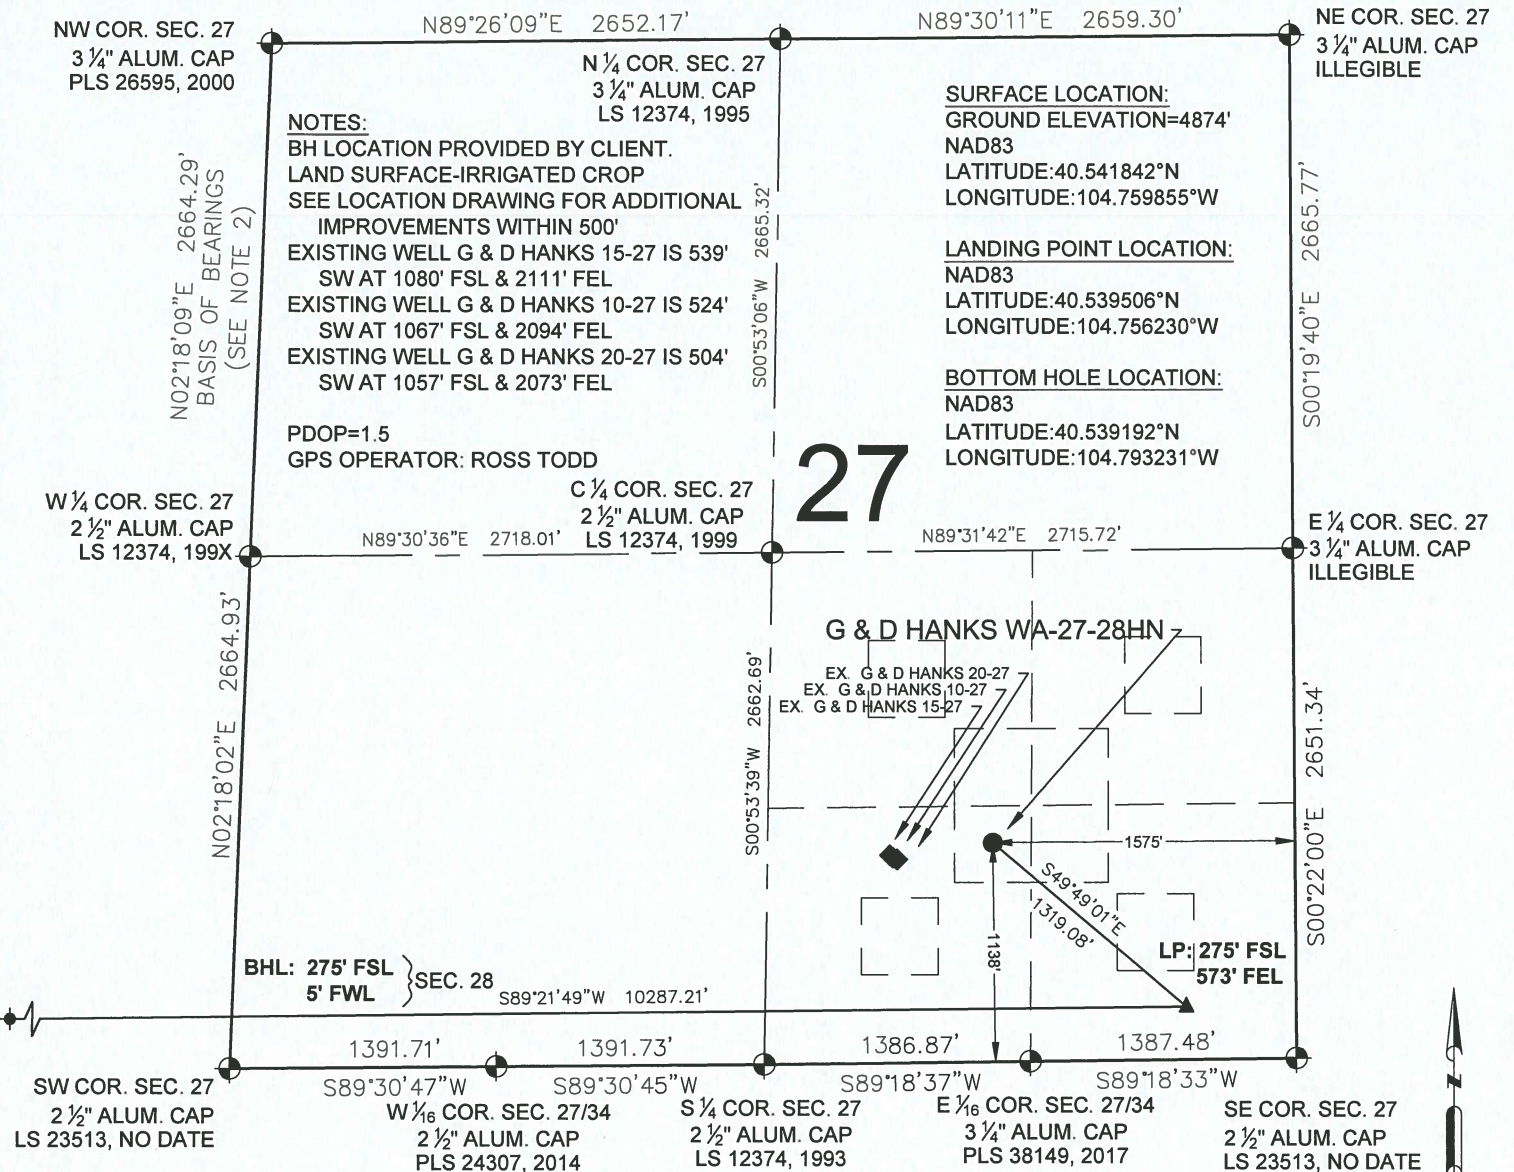 N89°26'09"E 2652.17'
N89°30'11"E 2659.30'
NW COR. SEC. 27
3 ¼" ALUM. CAP
PLS 26595, 2000
N ¼ COR. SEC. 27
3 ¼" ALUM. CAP
LS 12374, 1995
NE COR. SEC. 27
3 ¼" ALUM. CAP
ILLEGIBLE
NOTES:
BH LOCATION PROVIDED BY CLIENT.
LAND SURFACE-IRRIGATED CROP
SEE LOCATION DRAWING FOR ADDITIONAL
IMPROVEMENTS WITHIN 500'
EXISTING WELL G & D HANKS 15-27 IS 539'
SW AT 1080' FSL & 2111' FEL
EXISTING WELL G & D HANKS 10-27 IS 524'
SW AT 1067' FSL & 2094' FEL
EXISTING WELL G & D HANKS 20-27 IS 504'
SW AT 1057' FSL & 2073' FEL
PDOP=1.5
GPS OPERATOR: ROSS TODD
SURFACE LOCATION:
GROUND ELEVATION=4874'
NAD83
LATITUDE:40.541842°N
LONGITUDE:104.759855°W
LANDING POINT LOCATION:
NAD83
LATITUDE:40.539506°N
LONGITUDE:104.756230°W
BOTTOM HOLE LOCATION:
NAD83
LATITUDE:40.539192°N
LONGITUDE:104.793231°W
N02°18'09"E 2664.29'
BASIS OF BEARINGS
(SEE NOTE 2)
S00°53'06"W 2665.32'
S00°19'40"E 2665.77'
27
W ¼ COR. SEC. 27
2 ½" ALUM. CAP
LS 12374, 199X
C ¼ COR. SEC. 27
2 ½" ALUM. CAP
LS 12374, 1999
E ¼ COR. SEC. 27
3 ¼" ALUM. CAP
ILLEGIBLE
N89°30'36"E 2718.01'
N89°31'42"E 2715.72'
G & D HANKS WA-27-28HN
EX. G & D HANKS 20-27
EX. G & D HANKS 10-27
EX. G & D HANKS 15-27
N02°18'02"E 2664.93'
S00°53'39"W 2662.69'
S00°22'00"E 2651.34'
1575'
S49°49'01"E
1319.08'
1138'
LP: 275' FSL
573' FEL
BHL: 275' FSL
5' FWL
SEC. 28
S89°21'49"W 10287.21'
1391.71'
1391.73'
1386.87'
1387.48'
S89°30'47"W
S89°30'45"W
S89°18'37"W
S89°18'33"W
SW COR. SEC. 27
2 ½" ALUM. CAP
LS 23513, NO DATE
W 1⁄16 COR. SEC. 27/34
2 ½" ALUM. CAP
PLS 24307, 2014
S ¼ COR. SEC. 27
2 ½" ALUM. CAP
LS 12374, 1993
E 1⁄16 COR. SEC. 27/34
3 ¼" ALUM. CAP
PLS 38149, 2017
SE COR. SEC. 27
2 ½" ALUM. CAP
LS 23513, NO DATE
N